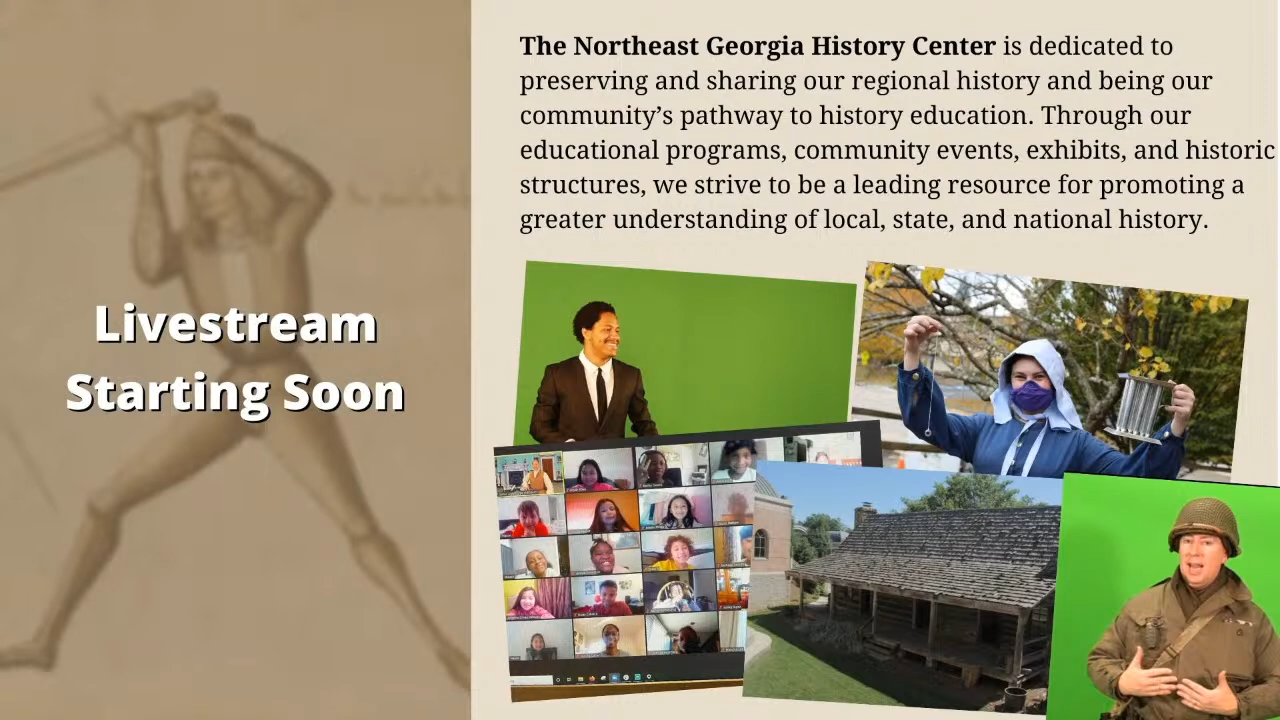 Livestream
Starting Soon
The Northeast Georgia History Center is dedicated to
preserving and sharing our regional history and being our
community’s pathway to history education. Through our
educational programs, community events, exhibits, and historic
structures, we strive to be a leading resource for promoting a
greater understanding of local, state, and national history.